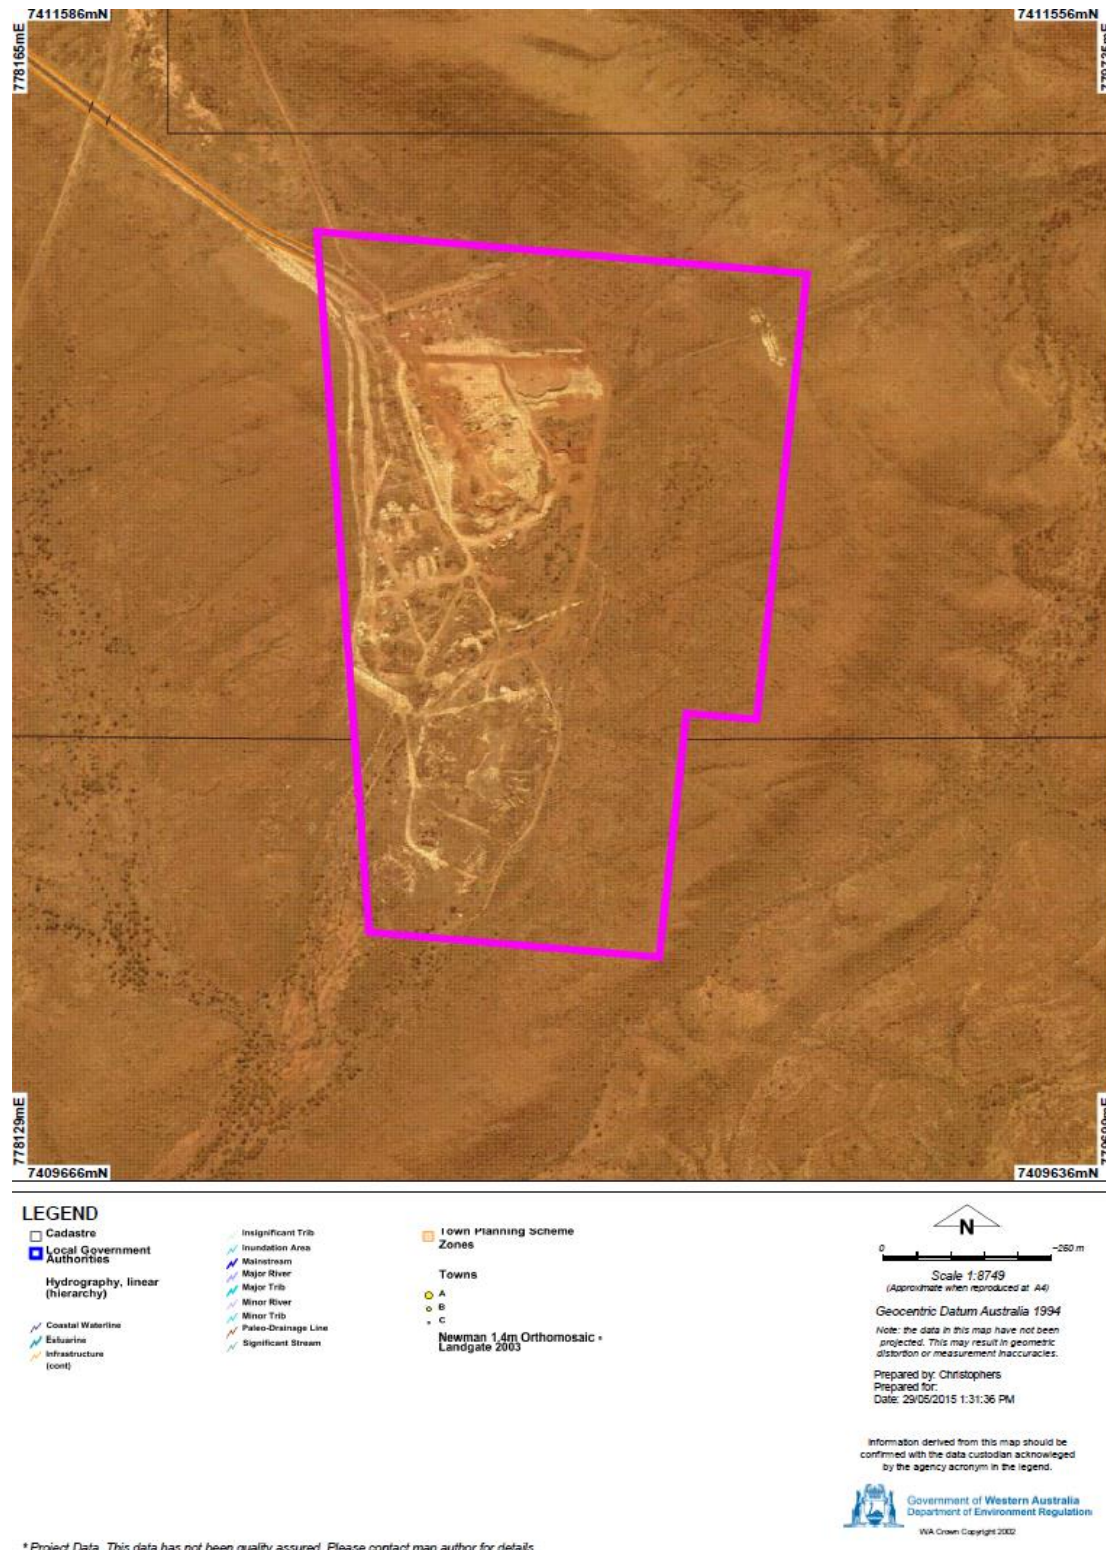 7411586mN
7411556mN
778165mE
778129mE
7409666mN
7409636mN
LEGEND
Cadastre
Local Government
Authorities
Hydrography, linear
(hierarchy)
Coastal Waterline
Estuarine
Infrastructure
(cont)
Insignificant Trib
Inundation Area
Mainstream
Major River
Major Trib
Minor River
Minor Trib
Paleo-Drainage Line
Significant Stream
Town Planning Scheme
Zones
Towns
A
B
C
Newman 1.4m Orthomosaic -
Landgate 2003
N
0 ~260 m
Scale 1:8749
(Approximate when reproduced at A4)
Geocentric Datum Australia 1994
Note: the data in this map have not been
projected. This may result in geometric
distortion or measurement inaccuracies.
Prepared by: Christophers
Prepared for:
Date: 29/05/2015 1:31:36 PM
Information derived from this map should be
confirmed with the data custodian acknowleged
by the agency acronym in the legend.
Government of Western Australia
Department of Environment Regulation
WA Crown Copyright 2002
* Project Data. This data has not been quality assured. Please contact map author for details.